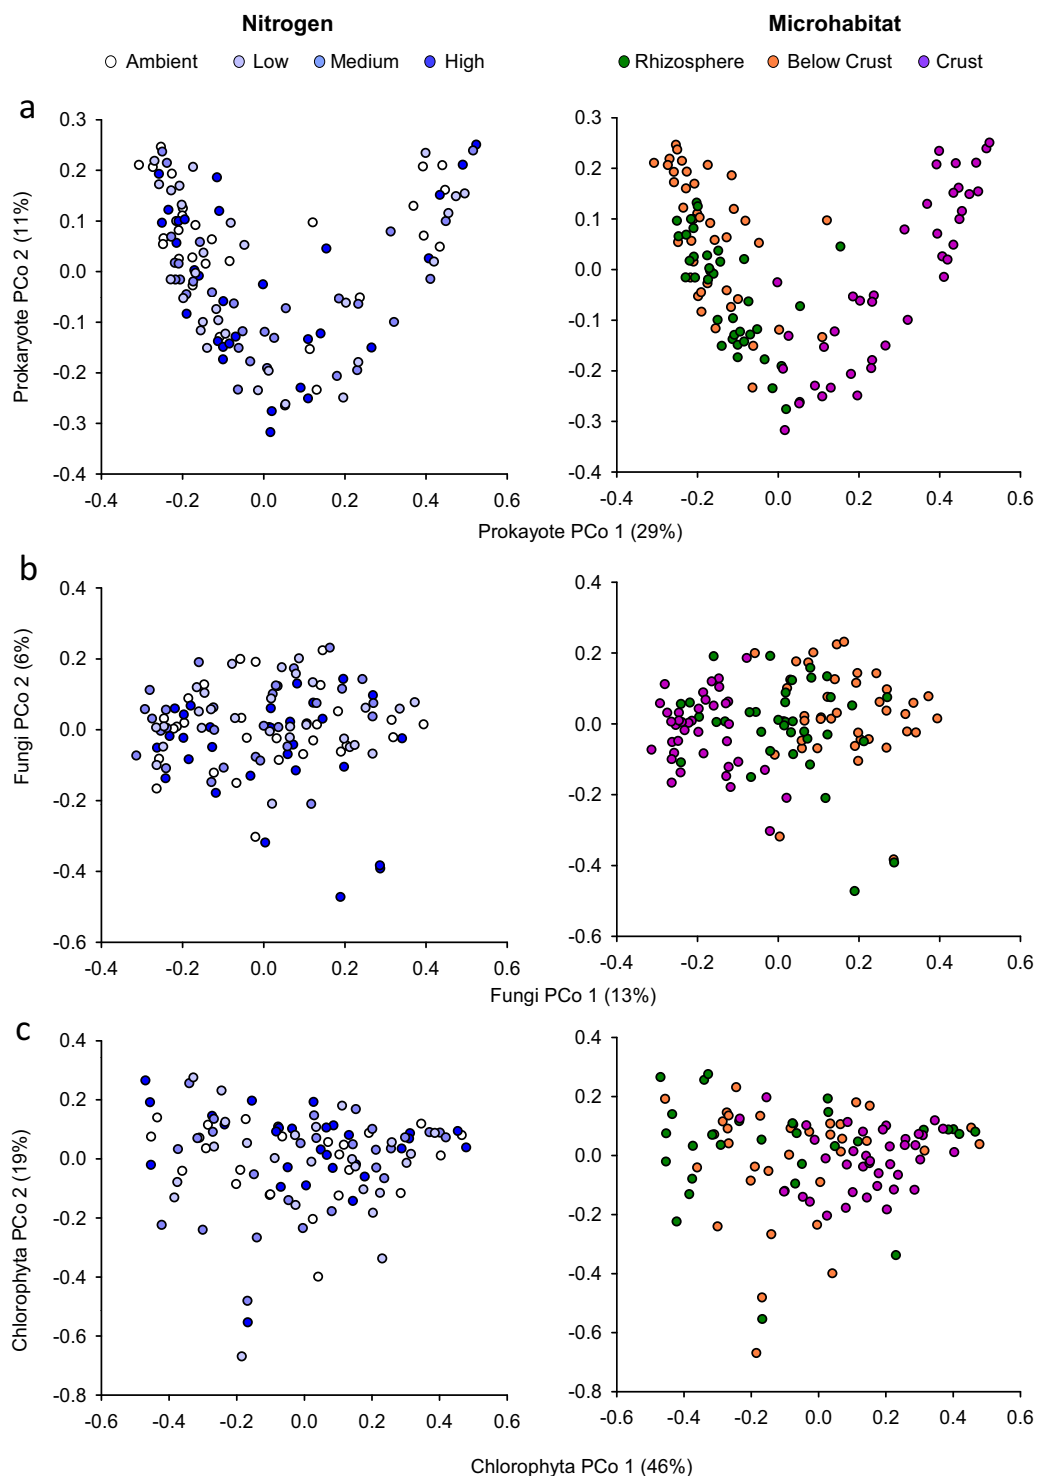 Nitrogen
Microhabitat
Ambient Low Medium High
Rhizosphere Below Crust Crust
a
0.3
0.2
0.1
0.0
-0.1
-0.2
-0.3
-0.4
-0.4 -0.2 0.0 0.2 0.4 0.6
Prokaryote PCo 2 (11%)
0.3
0.2
0.1
0.0
-0.1
-0.2
-0.3
-0.4
-0.4 -0.2 0.0 0.2 0.4 0.6
Prokayote PCo 1 (29%)
b
0.4
0.2
0.0
-0.2
-0.4
-0.6
-0.4 -0.2 0.0 0.2 0.4 0.6
Fungi PCo 2 (6%)
0.4
0.2
0.0
-0.2
-0.4
-0.6
-0.4 -0.2 0.0 0.2 0.4 0.6
Fungi PCo 1 (13%)
c
0.4
0.2
0.0
-0.2
-0.4
-0.6
-0.8
-0.6 -0.4 -0.2 0.0 0.2 0.4 0.6
Chlorophyta PCo 2 (19%)
0.4
0.2
0.0
-0.2
-0.4
-0.6
-0.8
-0.6 -0.4 -0.2 0.0 0.2 0.4 0.6
Chlorophyta PCo 1 (46%)